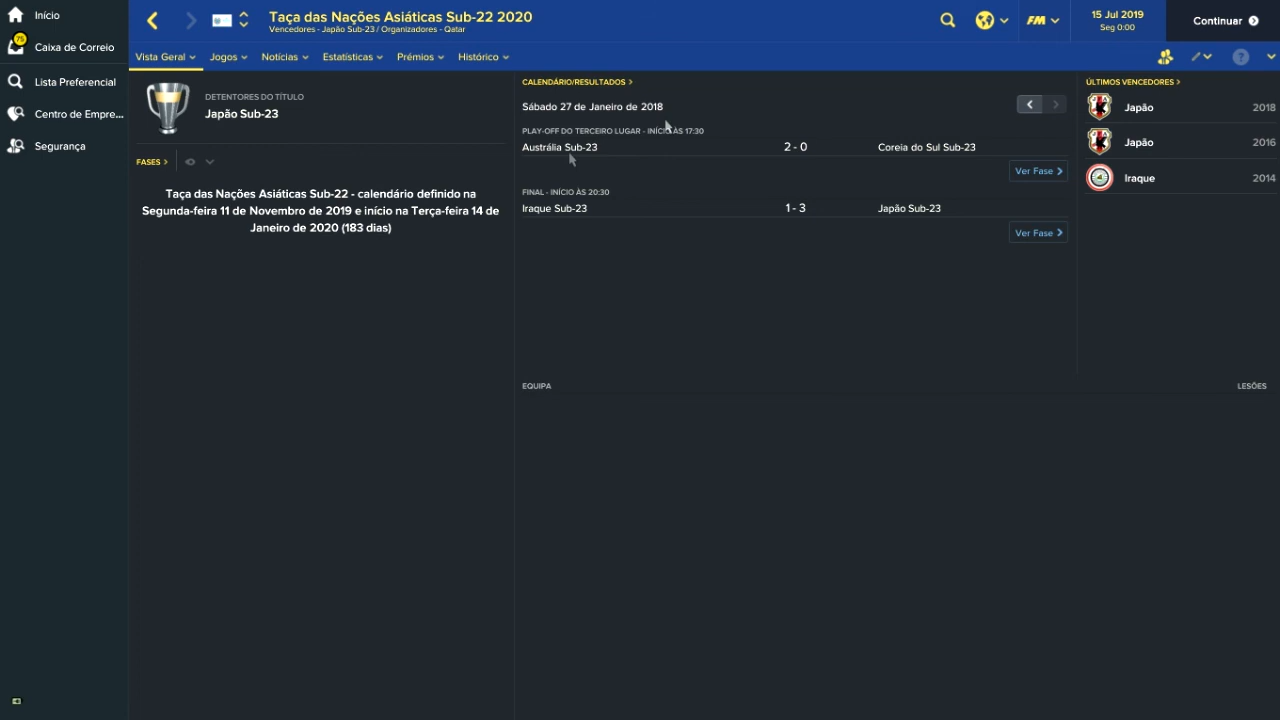 Início
75
Caixa de Correio
Lista Preferencial
Centro de Empre...
Segurança
Taça das Nações Asiáticas Sub-22 2020
Vencedores - Japão Sub-23 / Organizadores - Qatar
FM
15 Jul 2019
Seg 0:00
Continuar
Vista Geral
Jogos
Notícias
Estatísticas
Prémios
Histórico
?
DETENTORES DO TÍTULO
Japão Sub-23
FASES >
Taça das Nações Asiáticas Sub-22 - calendário definido na
Segunda-feira 11 de Novembro de 2019 e início na Terça-feira 14 de
Janeiro de 2020 (183 dias)
CALENDÁRIO/RESULTADOS >
Sábado 27 de Janeiro de 2018
PLAY-OFF DO TERCEIRO LUGAR - INÍCIO ÀS 17:30
Austrália Sub-23 2 - 0 Coreia do Sul Sub-23
Ver Fase >
FINAL - INÍCIO ÀS 20:30
Iraque Sub-23 1 - 3 Japão Sub-23
Ver Fase >
EQUIPA
LESÕES
ÚLTIMOS VENCEDORES >
Japão 2018
Japão 2016
Iraque 2014